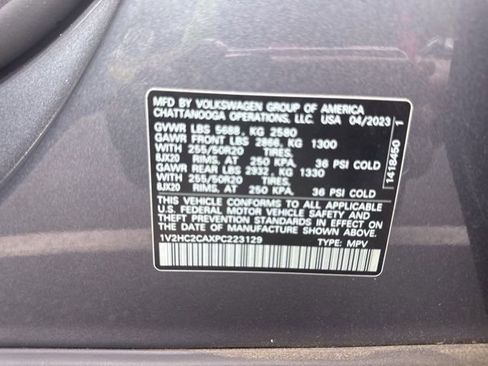 MFD BY VOLKSWAGEN GROUP OF AMERICA
CHATTANOOGA OPERATIONS, LLC. USA 04/2023
GVWR LBS 5688, KG 2580
GAWR FRONT LBS 2866, KG 1300
WITH 255/50R20 TIRES,
8JX20 RIMS, AT 250 KPA, 36 PSI COLD
GAWR REAR LBS 2932, KG 1330
WITH 255/50R20 TIRES,
8JX20 RIMS, AT 250 KPA, 36 PSI COLD
THIS VEHICLE CONFORMS TO ALL APPLICABLE
U.S. FEDERAL MOTOR VEHICLE SAFETY AND
THEFT PREVENTION STANDARDS IN EFFECT ON
THE DATE OF MANUFACTURE SHOWN ABOVE.
1V2HC2CAXPC223129 TYPE: MPV
1418450 1